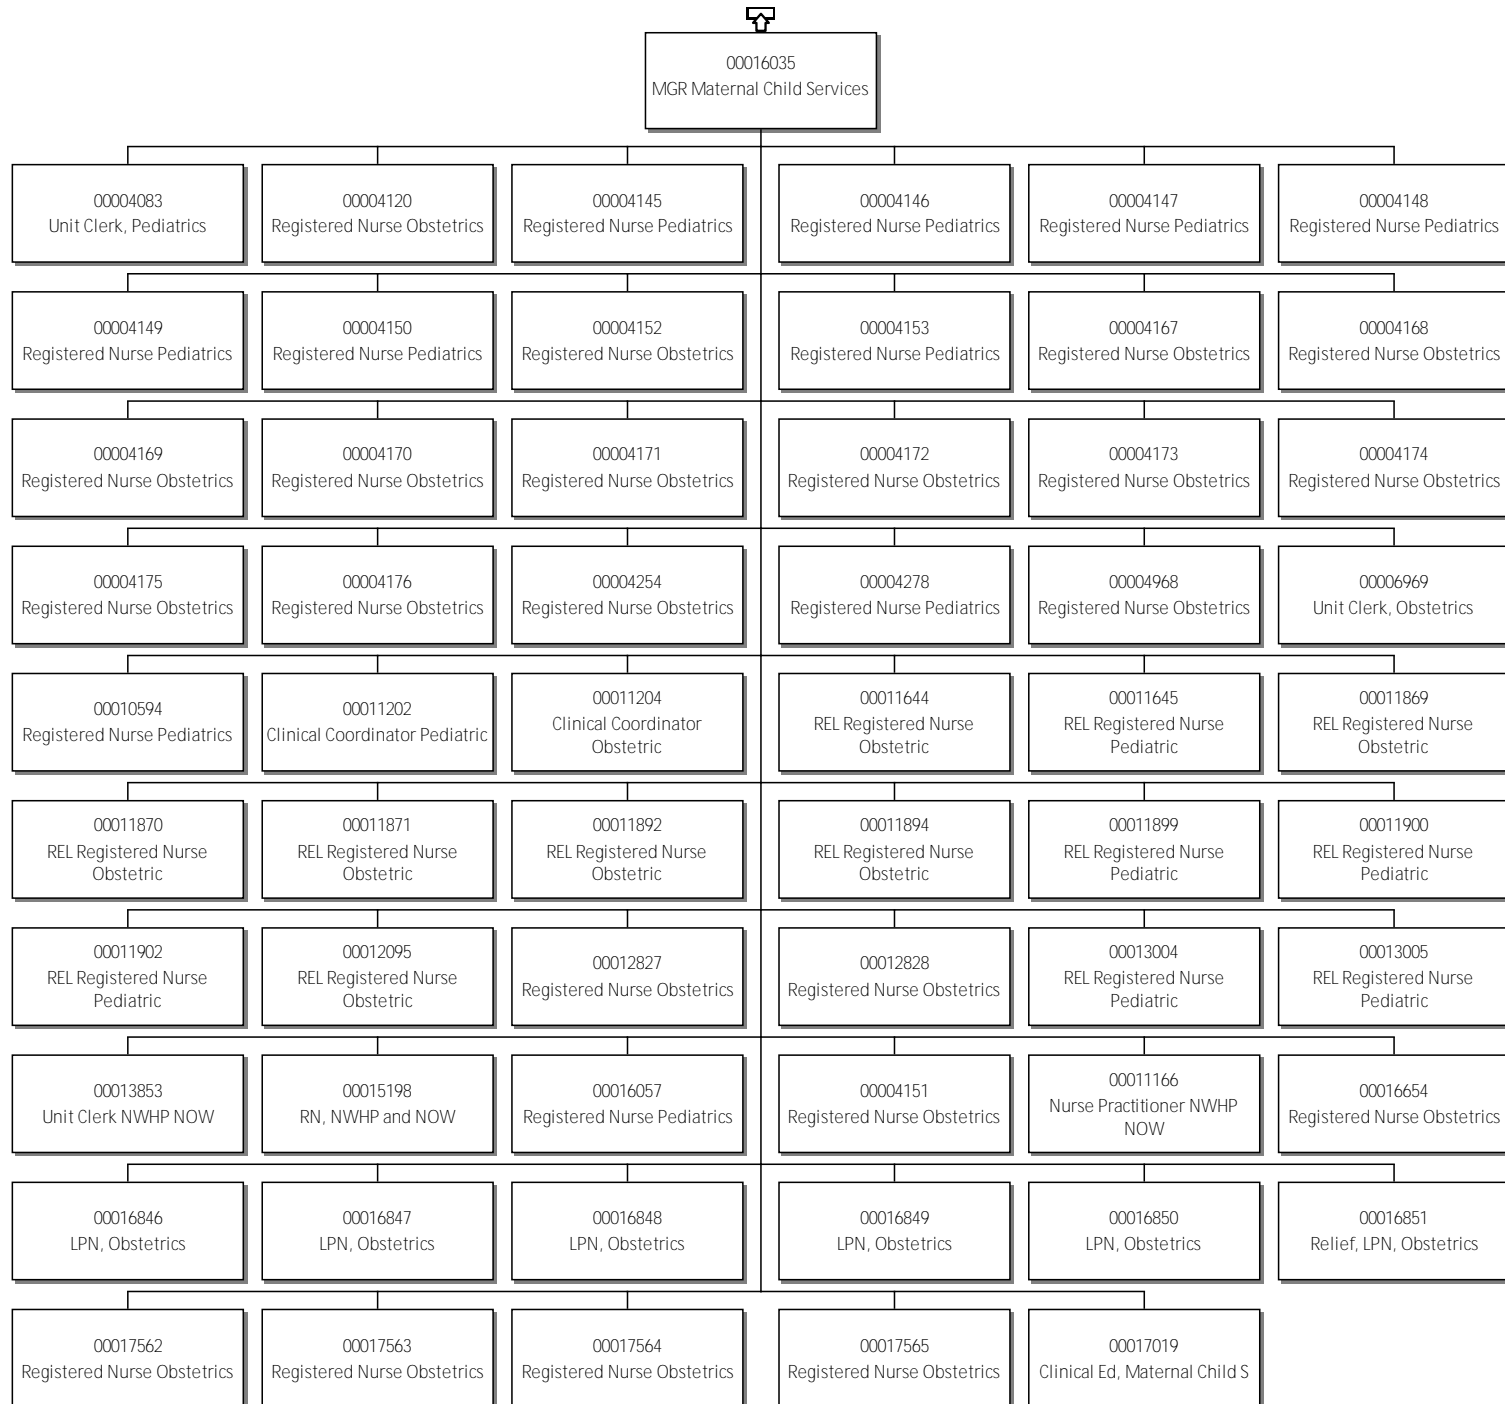 00016035
MGR Maternal Child Services
00004083
Unit Clerk, Pediatrics
00004120
Registered Nurse Obstetrics
00004145
Registered Nurse Pediatrics
00004146
Registered Nurse Pediatrics
00004147
Registered Nurse Pediatrics
00004148
Registered Nurse Pediatrics
00004149
Registered Nurse Pediatrics
00004150
Registered Nurse Pediatrics
00004152
Registered Nurse Obstetrics
00004153
Registered Nurse Pediatrics
00004167
Registered Nurse Obstetrics
00004168
Registered Nurse Obstetrics
00004169
Registered Nurse Obstetrics
00004170
Registered Nurse Obstetrics
00004171
Registered Nurse Obstetrics
00004172
Registered Nurse Obstetrics
00004173
Registered Nurse Obstetrics
00004174
Registered Nurse Obstetrics
00004175
Registered Nurse Obstetrics
00004176
Registered Nurse Obstetrics
00004254
Registered Nurse Obstetrics
00004278
Registered Nurse Pediatrics
00004968
Registered Nurse Obstetrics
00006969
Unit Clerk, Obstetrics
00010594
Registered Nurse Pediatrics
00011202
Clinical Coordinator Pediatric
00011204
Clinical Coordinator
Obstetric
00011644
REL Registered Nurse
Obstetric
00011645
REL Registered Nurse
Pediatric
00011869
REL Registered Nurse
Obstetric
00011870
REL Registered Nurse
Obstetric
00011871
REL Registered Nurse
Obstetric
00011892
REL Registered Nurse
Obstetric
00011894
REL Registered Nurse
Obstetric
00011899
REL Registered Nurse
Pediatric
00011900
REL Registered Nurse
Pediatric
00011902
REL Registered Nurse
Pediatric
00012095
REL Registered Nurse
Obstetric
00012827
Registered Nurse Obstetrics
00012828
Registered Nurse Obstetrics
00013004
REL Registered Nurse
Pediatric
00013005
REL Registered Nurse
Pediatric
00013853
Unit Clerk NWHP NOW
00015198
RN, NWHP and NOW
00016057
Registered Nurse Pediatrics
00004151
Registered Nurse Obstetrics
00011166
Nurse Practitioner NWHP
NOW
00016654
Registered Nurse Obstetrics
00016846
LPN, Obstetrics
00016847
LPN, Obstetrics
00016848
LPN, Obstetrics
00016849
LPN, Obstetrics
00016850
LPN, Obstetrics
00016851
Relief, LPN, Obstetrics
00017562
Registered Nurse Obstetrics
00017563
Registered Nurse Obstetrics
00017564
Registered Nurse Obstetrics
00017565
Registered Nurse Obstetrics
00017019
Clinical Ed, Maternal Child S